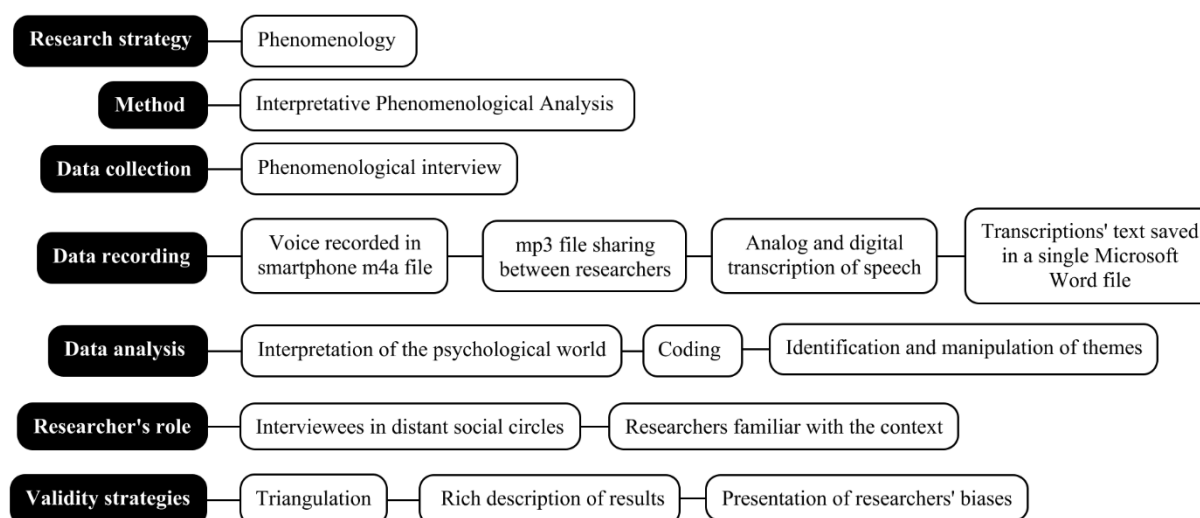 Research strategy
Phenomenology
Method
Interpretative Phenomenological Analysis
Data collection
Phenomenological interview
Data recording
Voice recorded in
smartphone m4a file
mp3 file sharing
between researchers
Analog and digital
transcription of speech
Transcriptions' text saved
in a single Microsoft
Word file
Data analysis
Interpretation of the psychological world
Coding
Identification and manipulation of themes
Researcher's role
Interviewees in distant social circles
Researchers familiar with the context
Validity strategies
Triangulation
Rich description of results
Presentation of researchers' biases